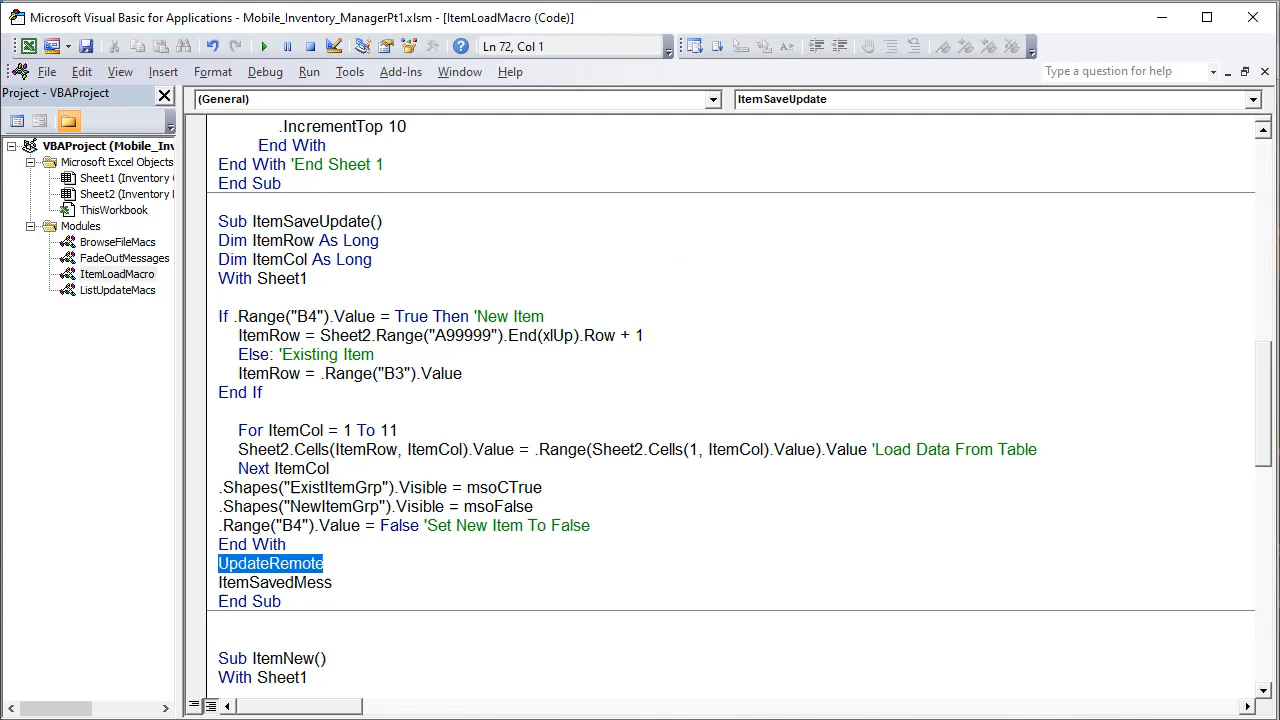 Microsoft Visual Basic for Applications - Mobile_Inventory_ManagerPt1.xlsm - [ItemLoadMacro (Code)]
Ln 72, Col 1
File Edit View Insert Format Debug Run Tools Add-Ins Window Help
Type a question for help
Project - VBAProject
(General)
ItemSaveUpdate
VBAProject (Mobile_Inv
Microsoft Excel Objects
Sheet1 (Inventory
Sheet2 (Inventory
ThisWorkbook
Modules
BrowseFileMacs
FadeOutMessages
ItemLoadMacro
ListUpdateMacs
.IncrementTop 10
End With
End With 'End Sheet 1
End Sub
Sub ItemSaveUpdate()
Dim ItemRow As Long
Dim ItemCol As Long
With Sheet1
If .Range("B4").Value = True Then 'New Item
ItemRow = Sheet2.Range("A99999").End(xlUp).Row + 1
Else: 'Existing Item
ItemRow = .Range("B3").Value
End If
For ItemCol = 1 To 11
Sheet2.Cells(ItemRow, ItemCol).Value = .Range(Sheet2.Cells(1, ItemCol).Value).Value 'Load Data From Table
Next ItemCol
.Shapes("ExistItemGrp").Visible = msoCTrue
.Shapes("NewItemGrp").Visible = msoFalse
.Range("B4").Value = False 'Set New Item To False
End With
UpdateRemote
ItemSavedMess
End Sub
Sub ItemNew()
With Sheet1